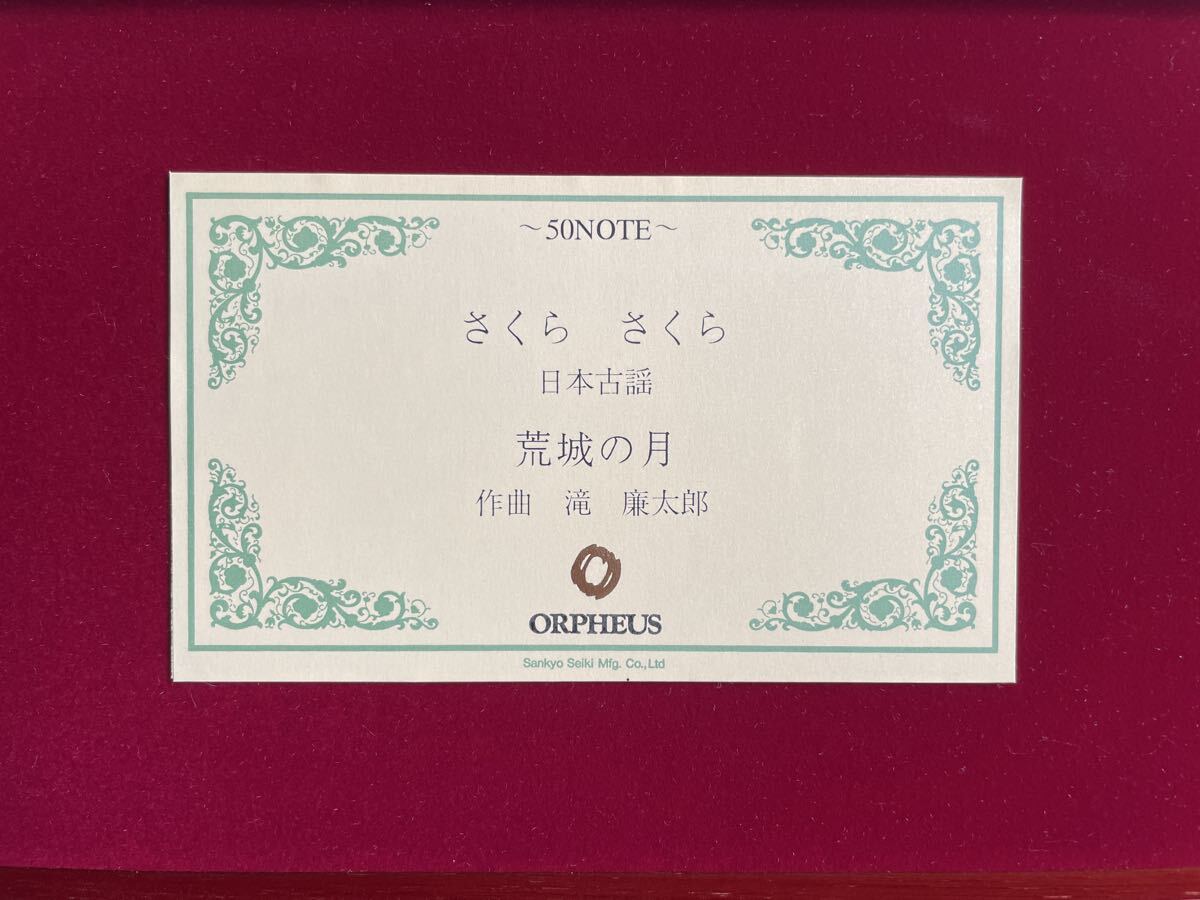 ～50NOTE～
さくら　さくら
日本古謡
荒城の月
作曲　滝　廉太郎
ORPHEUS
Sankyo Seiki Mfg. Co.,Ltd